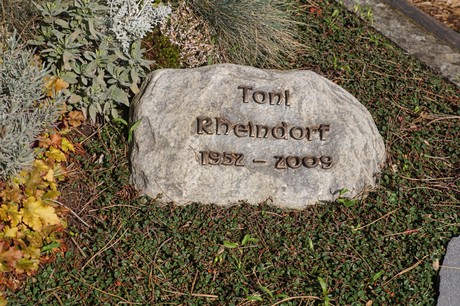 Toni
Rheindorf
1952 – 2009